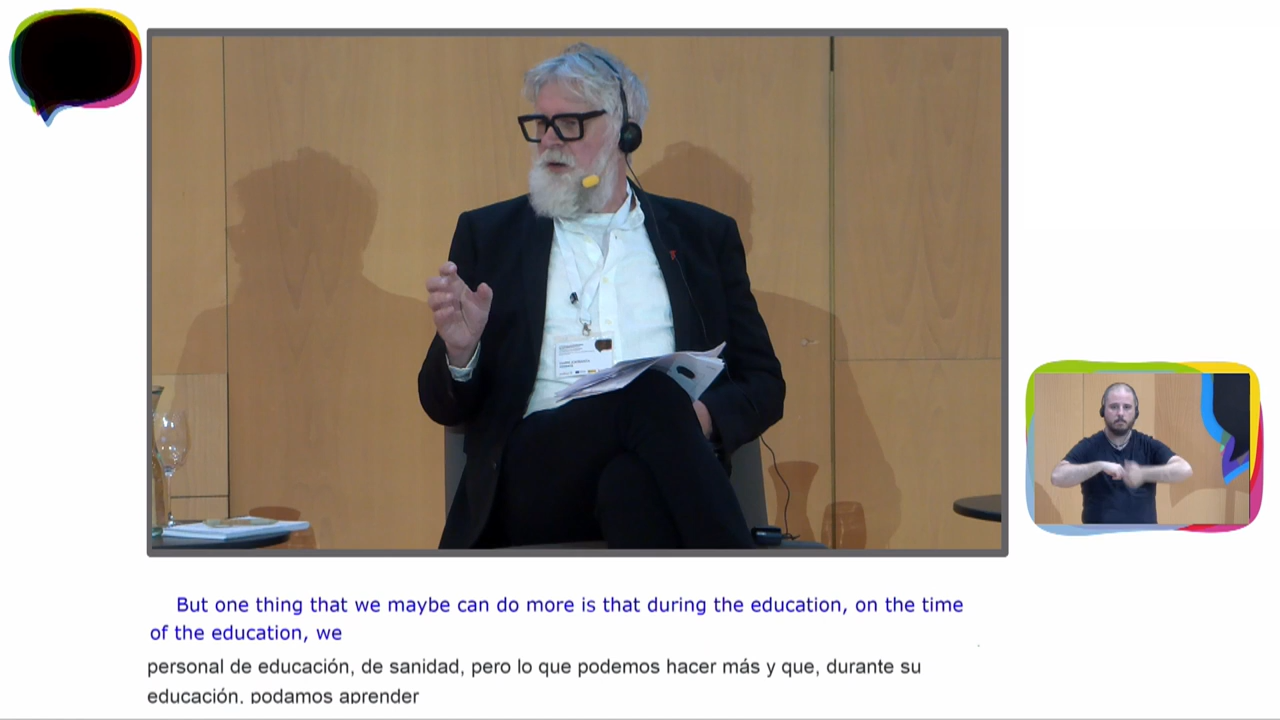 But one thing that we maybe can do more is that during the education, on the time
of the education, we
personal de educación, de sanidad, pero lo que podemos hacer más y que, durante su
educación, podamos aprender